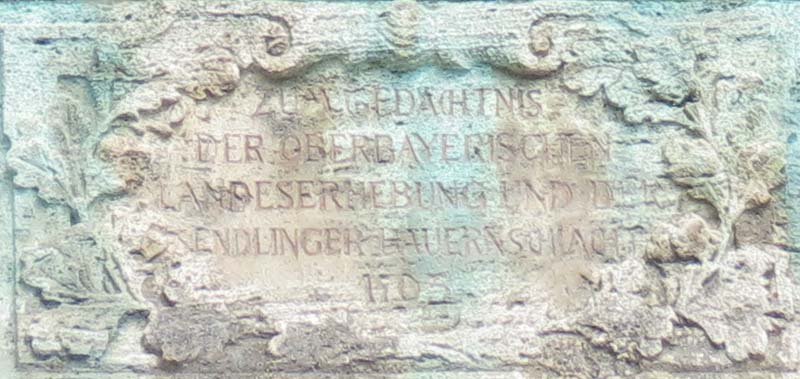 ZUM GEDÄCHTNIS
DER OBERBAYERISCHEN
LANDESERHEBUNG UND DER
SENDLINGER BAUERNSCHLACHT
1705